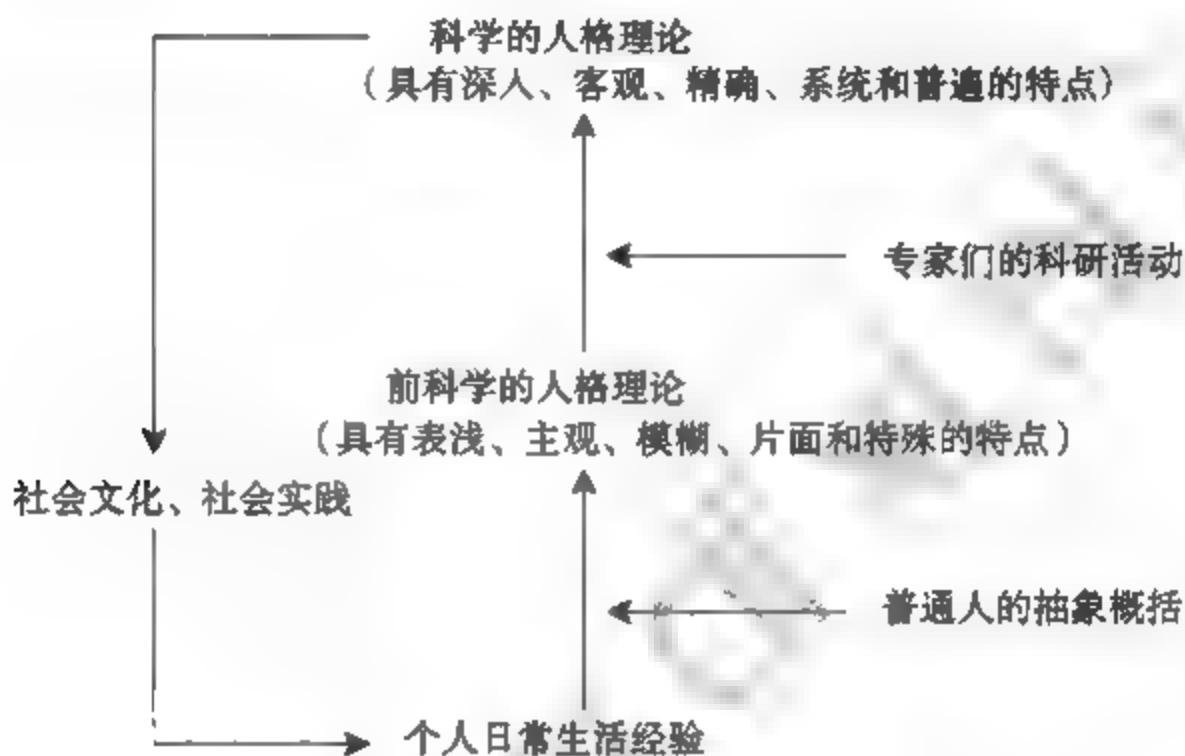 科学的人格理论
（具有深人、客观、精确、系统和普遍的特点）
专家们的科研活动
前科学的人格理论
（具有表浅、主观、模糊、片面和特殊的特点）
社会文化、社会实践
普通人的抽象概括
个人日常生活经验